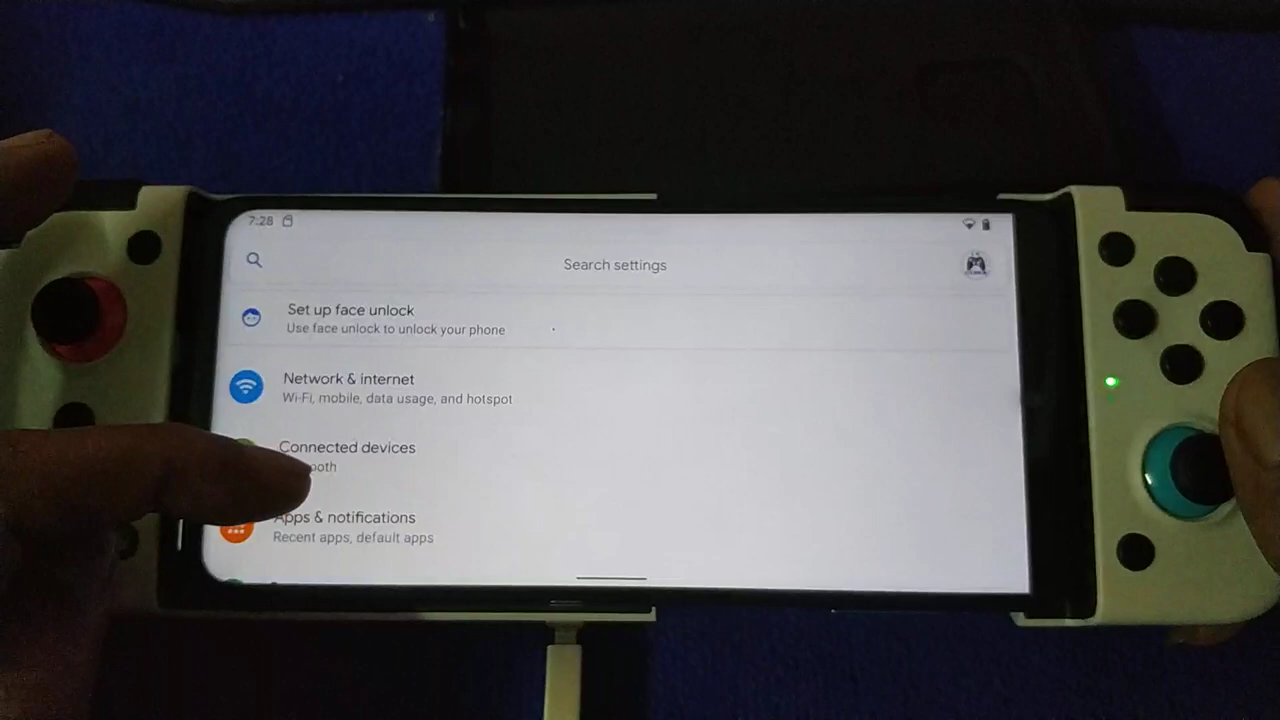 7:28
Search settings
Set up face unlock
Use face unlock to unlock your phone
Network & internet
Wi-Fi, mobile, data usage, and hotspot
Connected devices
ooth
Apps & notifications
Recent apps, default apps